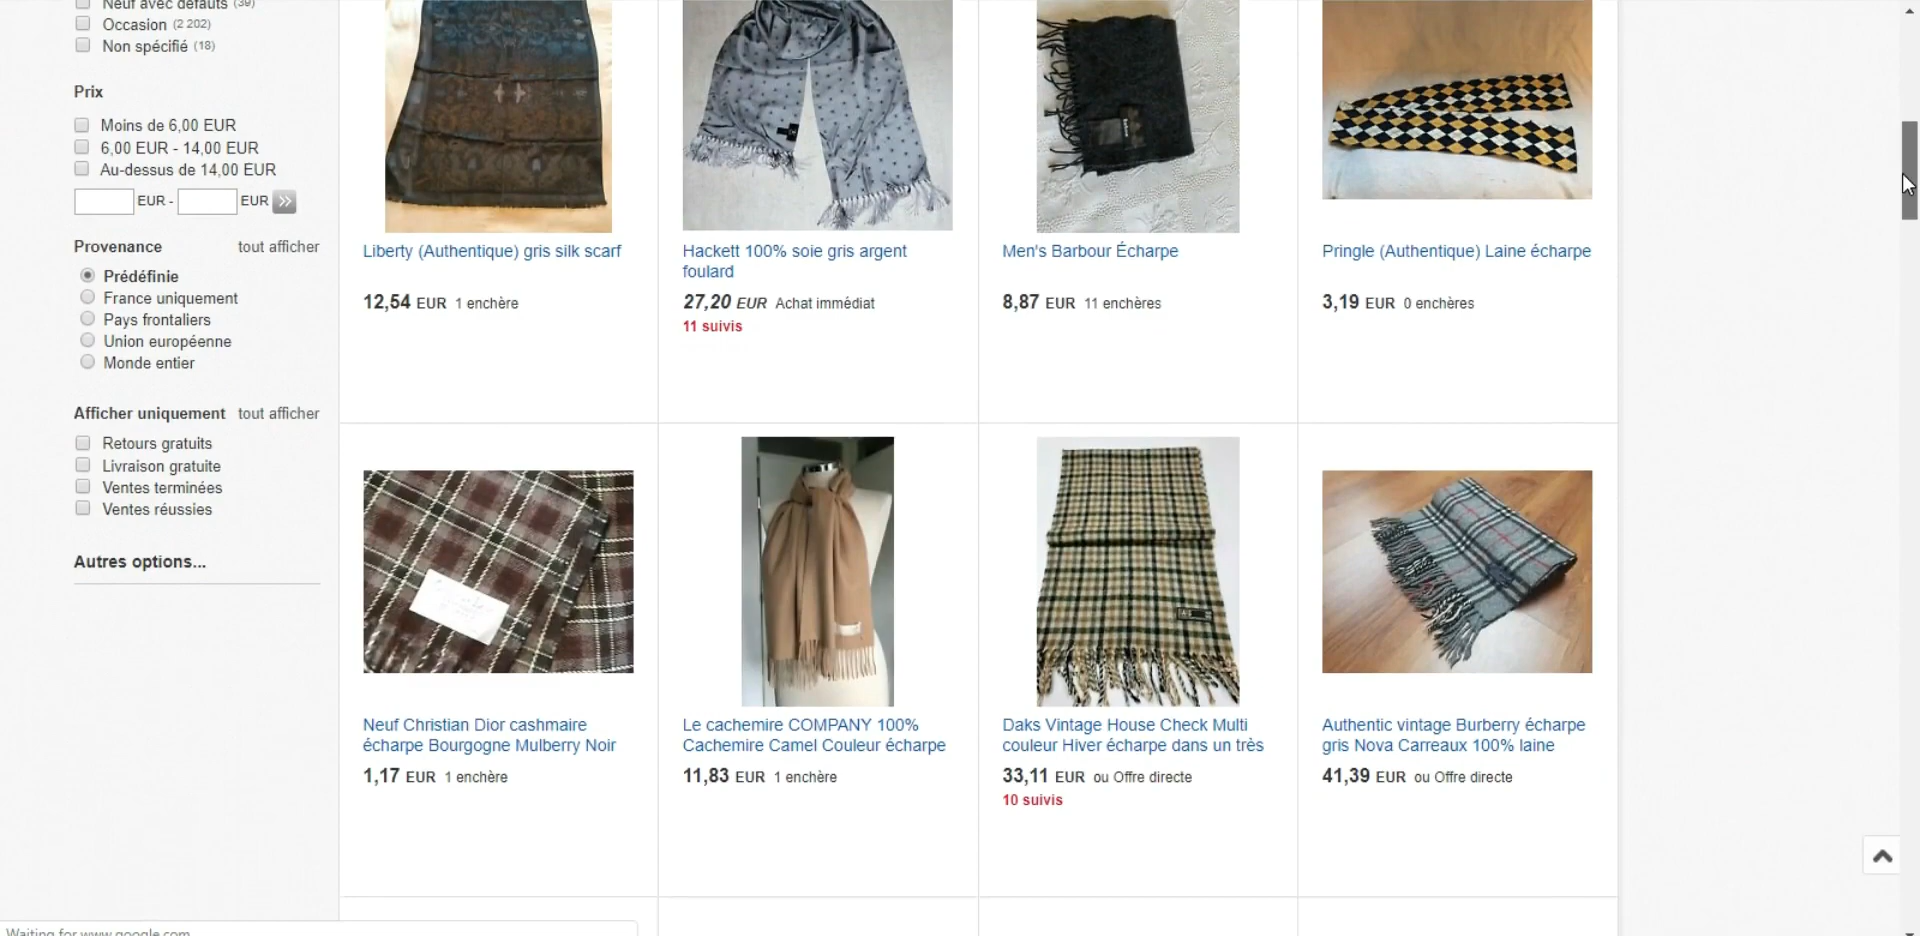 Neuf avec défauts (39)
Occasion (2 202)
Non spécifié (18)
Prix
Moins de 6,00 EUR
6,00 EUR - 14,00 EUR
Au-dessus de 14,00 EUR
EUR - EUR
Provenance tout afficher
Prédéfinie
France uniquement
Pays frontaliers
Union européenne
Monde entier
Afficher uniquement tout afficher
Retours gratuits
Livraison gratuite
Ventes terminées
Ventes réussies
Autres options...
Liberty (Authentique) gris silk scarf
12,54 EUR 1 enchère
Hackett 100% soie gris argent
foulard
27,20 EUR Achat immédiat
11 suivis
Men's Barbour Écharpe
8,87 EUR 11 enchères
Pringle (Authentique) Laine écharpe
3,19 EUR 0 enchères
Neuf Christian Dior cashmaire
écharpe Bourgogne Mulberry Noir
1,17 EUR 1 enchère
Le cachemire COMPANY 100%
Cachemire Camel Couleur écharpe
11,83 EUR 1 enchère
Daks Vintage House Check Multi
couleur Hiver écharpe dans un très
33,11 EUR ou Offre directe
10 suivis
Authentic vintage Burberry écharpe
gris Nova Carreaux 100% laine
41,39 EUR ou Offre directe
Waiting for www.google.com